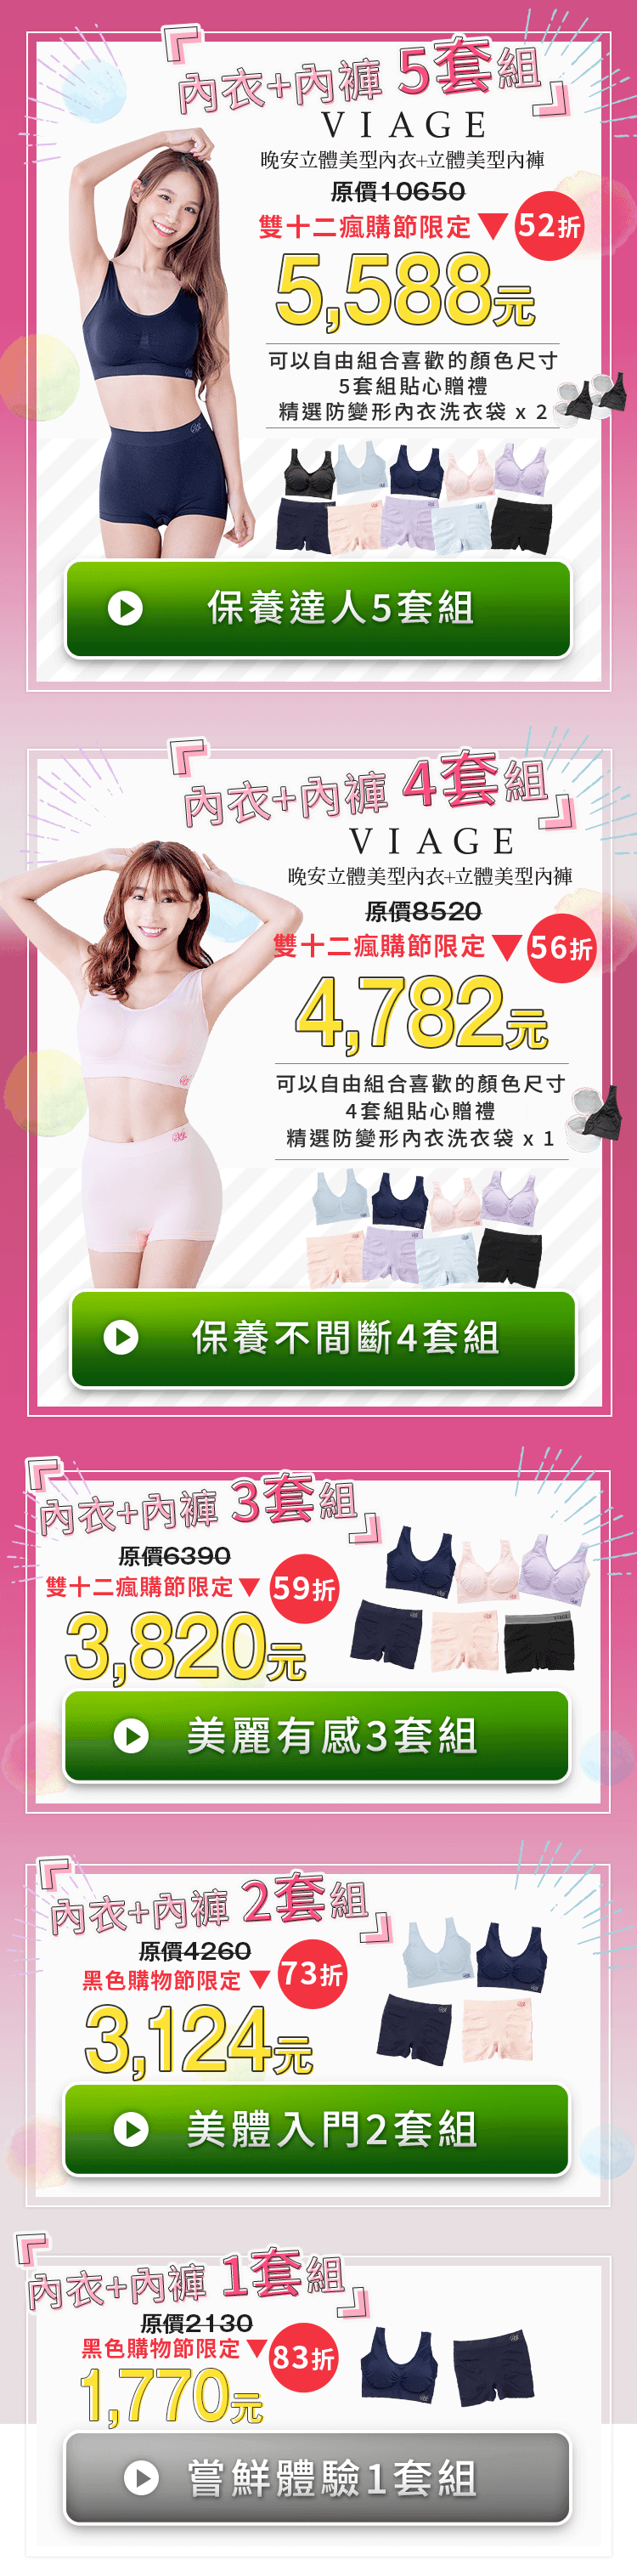 『內衣+內褲 5套組』
VIAGE
晚安立體美型內衣+立體美型內褲
原價10650
雙十二瘋購節限定▼ 52折
5,588元
可以自由組合喜歡的顏色尺寸
5套組貼心贈禮
精選防變形內衣洗衣袋 x 2
保養達人5套組
『內衣+內褲 4套組』
VIAGE
晚安立體美型內衣+立體美型內褲
原價8520
雙十二瘋購節限定▼ 56折
4,782元
可以自由組合喜歡的顏色尺寸
4套組貼心贈禮
精選防變形內衣洗衣袋 x 1
保養不間斷4套組
『內衣+內褲 3套組』
原價6390
雙十二瘋購節限定▼ 59折
3,820元
美麗有感3套組
『內衣+內褲 2套組』
原價4260
黑色購物節限定▼ 73折
3,124元
美體入門2套組
『內衣+內褲 1套組』
原價2130
黑色購物節限定▼ 83折
1,770元
嘗鮮體驗1套組